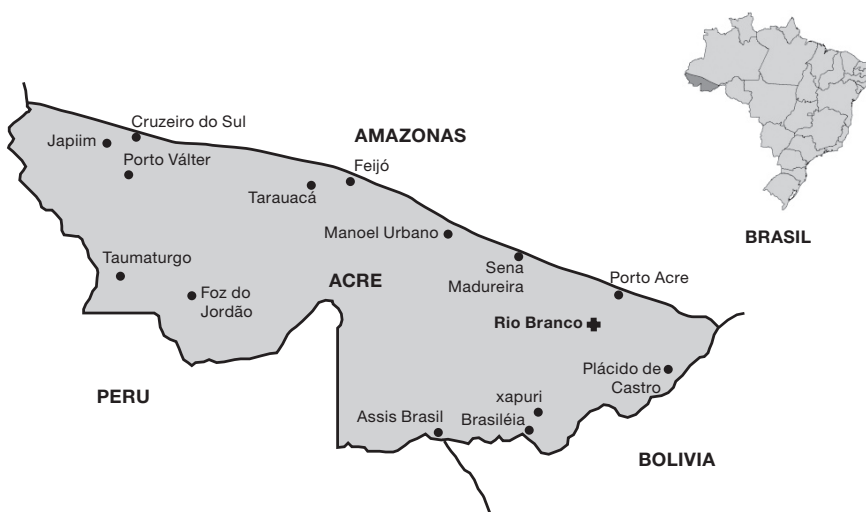 Cruzeiro do Sul
Japiim
AMAZONAS
Porto Válter
Feijó
Tarauacá
Manoel Urbano
BRASIL
Taumaturgo
Sena
Madureira
ACRE
Porto Acre
Foz do
Jordão
Rio Branco
Plácido de
Castro
PERU
xapuri
Assis Brasil
Brasiléia
BOLIVIA